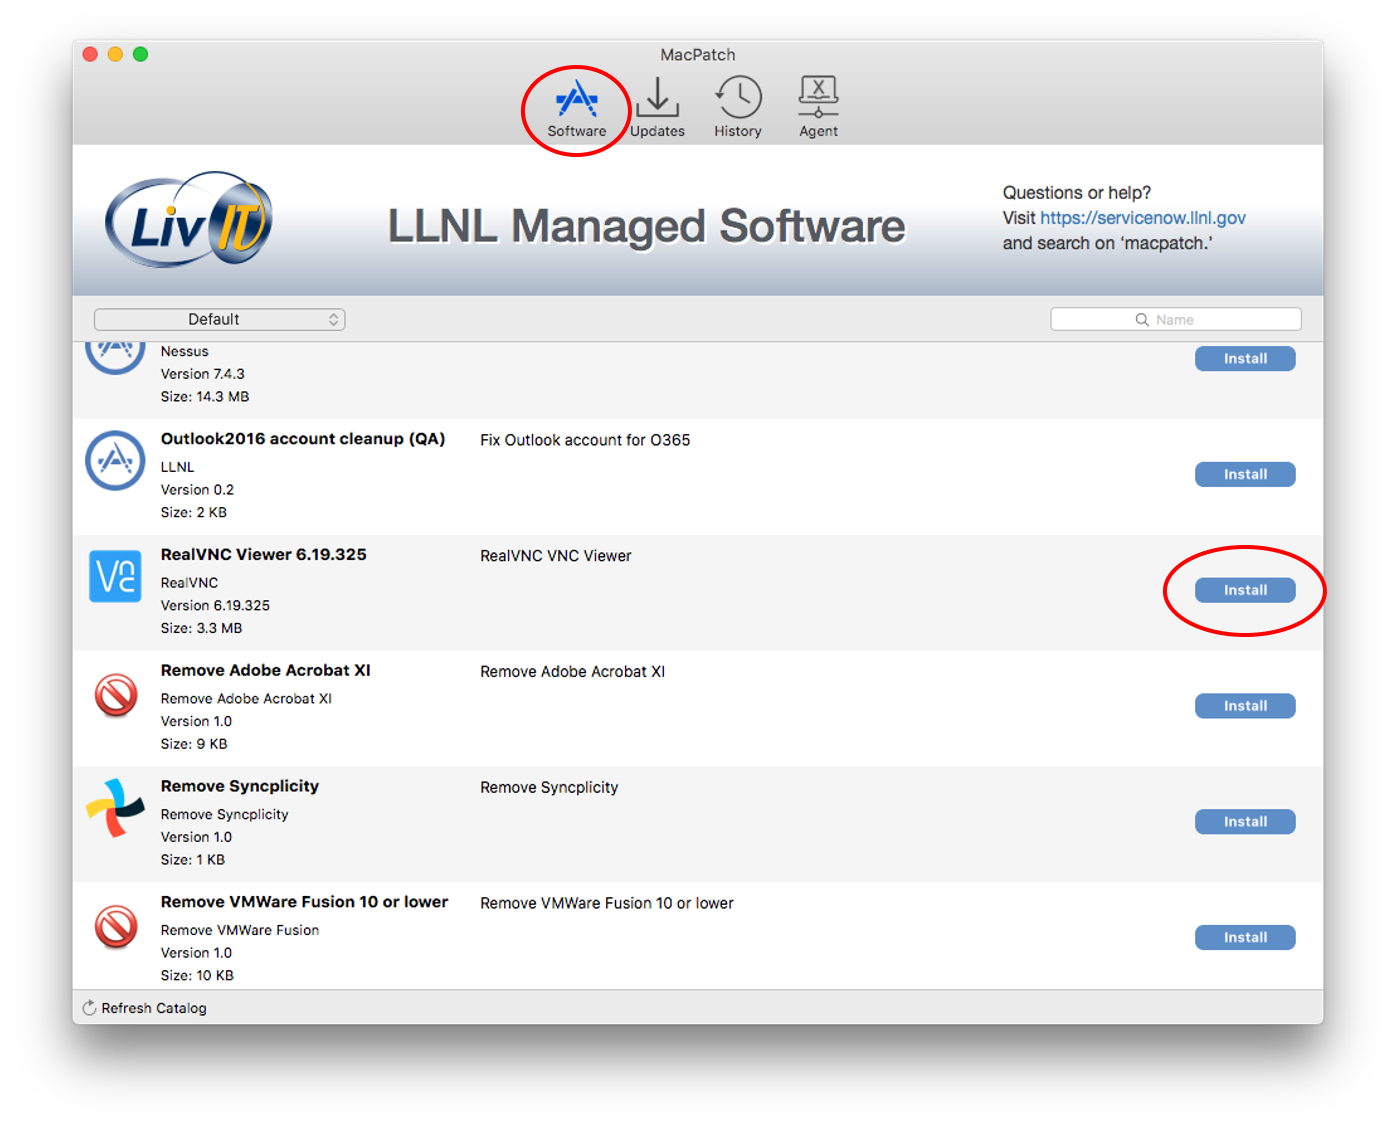 MacPatch
Software
Updates
History
Agent
LivIT
LLNL Managed Software
Questions or help?
Visit https://servicenow.llnl.gov
and search on ‘macpatch.’
Default
Name
Nessus
Version 7.4.3
Size: 14.3 MB
Install
Outlook2016 account cleanup (QA)
Fix Outlook account for O365
LLNL
Version 0.2
Size: 2 KB
Install
RealVNC Viewer 6.19.325
RealVNC VNC Viewer
RealVNC
Version 6.19.325
Size: 3.3 MB
Install
Remove Adobe Acrobat XI
Remove Adobe Acrobat XI
Remove Adobe Acrobat XI
Version 1.0
Size: 9 KB
Install
Remove Syncplicity
Remove Syncplicity
Remove Syncplicity
Version 1.0
Size: 1 KB
Install
Remove VMWare Fusion 10 or lower
Remove VMWare Fusion 10 or lower
Remove VMWare Fusion
Version 1.0
Size: 10 KB
Install
Refresh Catalog